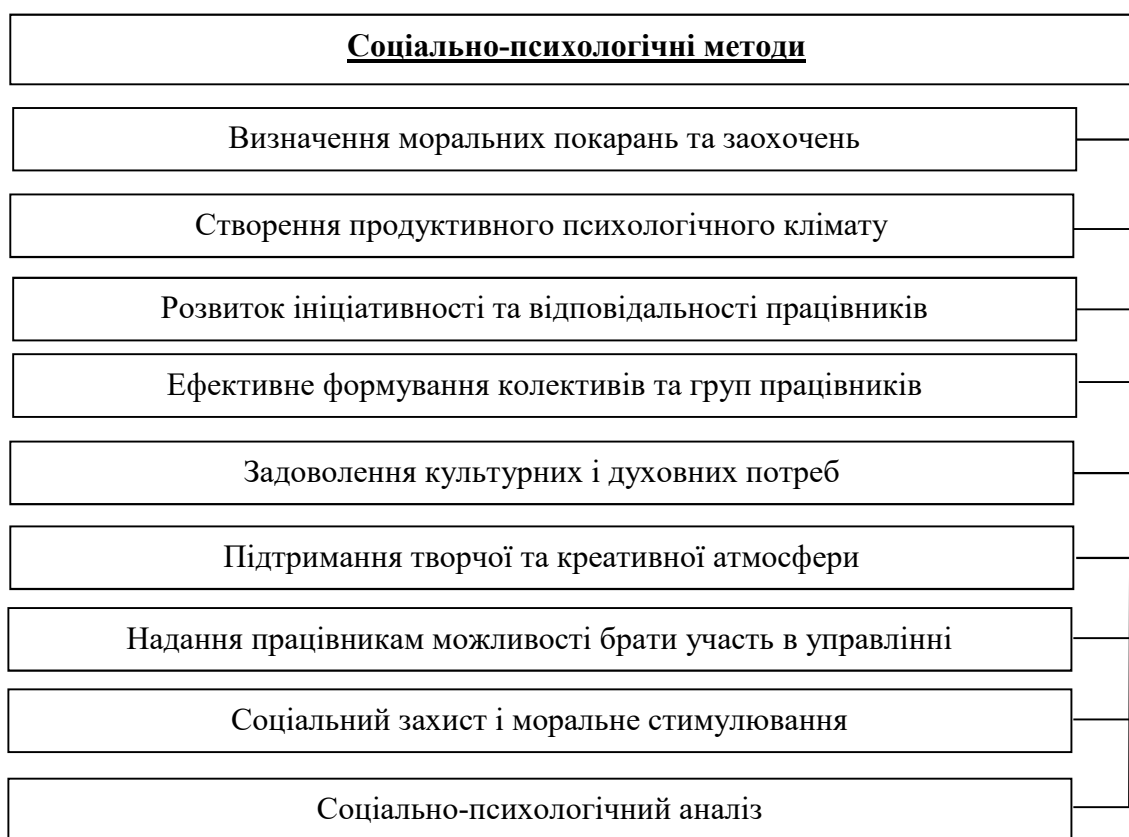 Соціально-психологічні методи
Визначення моральних покарань та заохочень
Створення продуктивного психологічного клімату
Розвиток ініціативності та відповідальності працівників
Ефективне формування колективів та груп працівників
Задоволення культурних і духовних потреб
Підтримання творчої та креативної атмосфери
Надання працівникам можливості брати участь в управлінні
Соціальний захист і моральне стимулювання
Соціально-психологічний аналіз